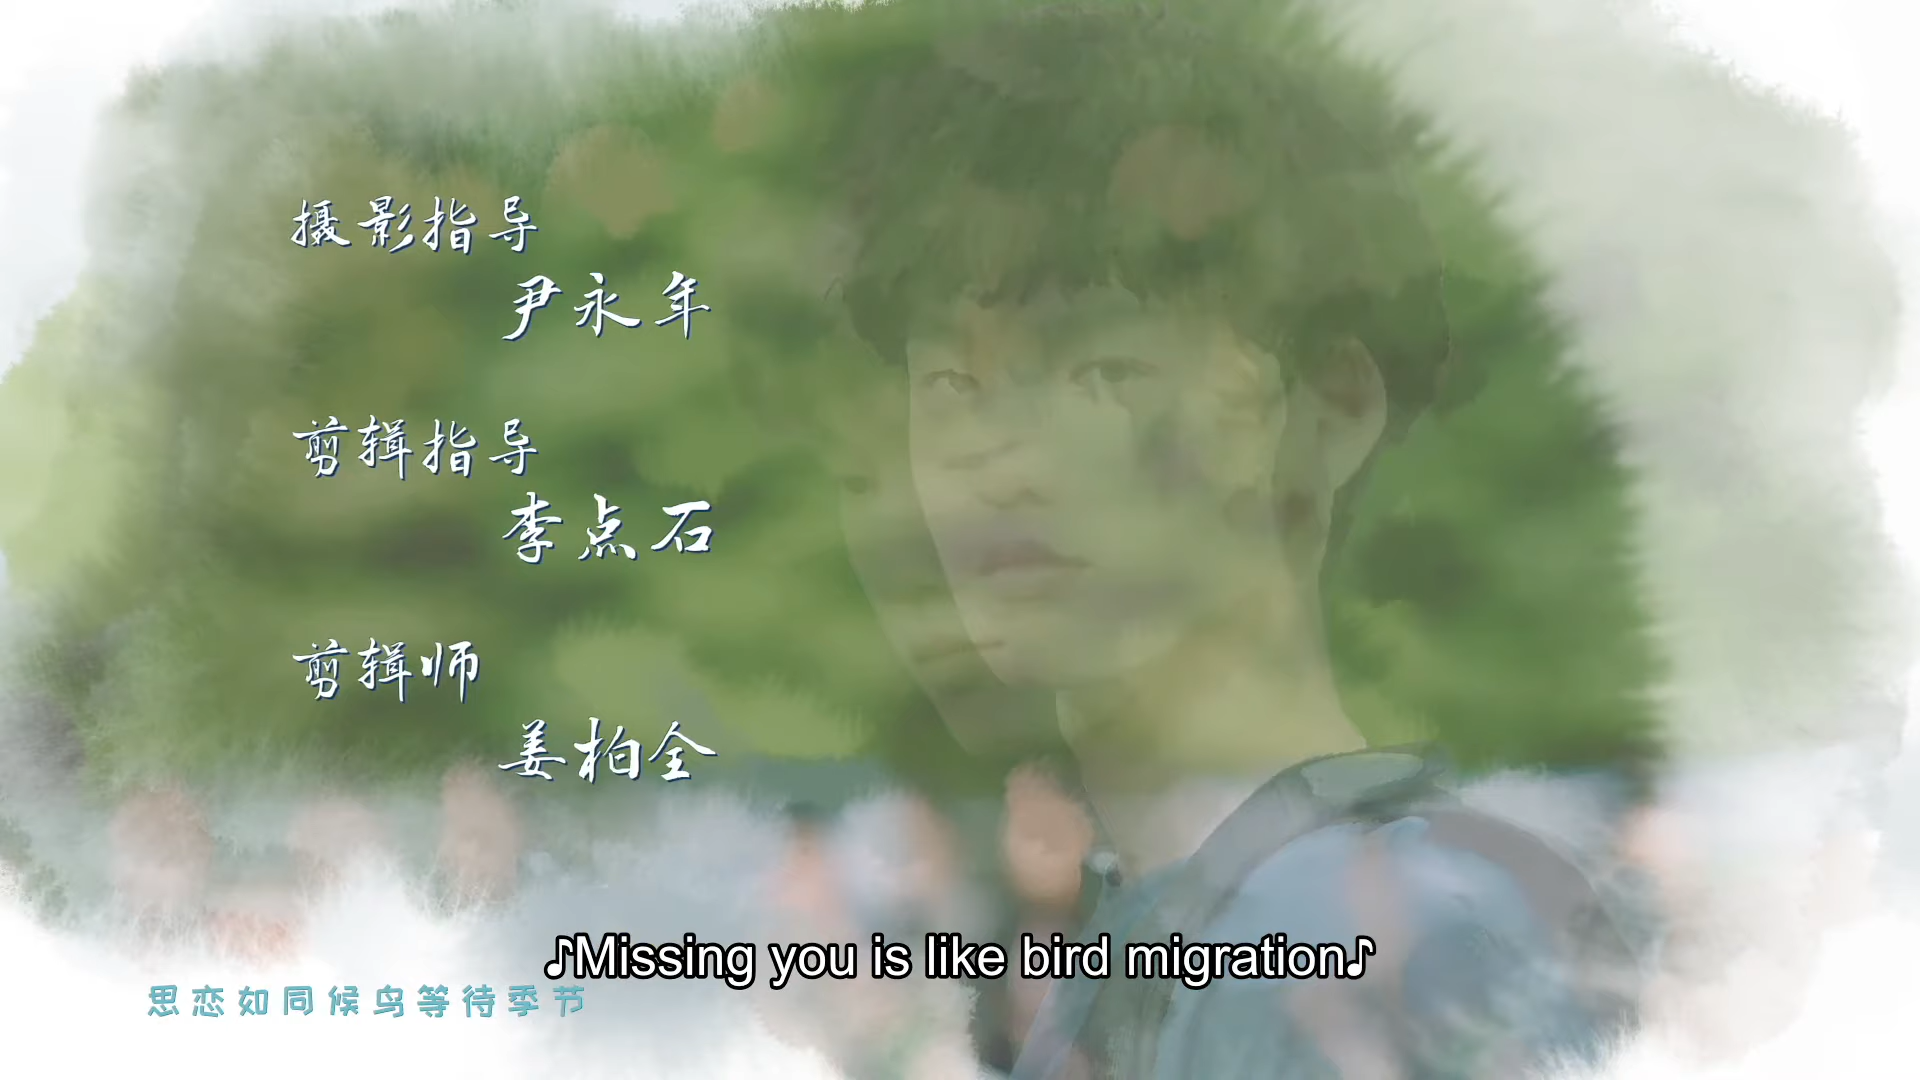 摄影指导
尹永年
剪辑指导
李点石
剪辑师
姜柏全
♪Missing you is like bird migration♪
思恋如同候鸟等待季节